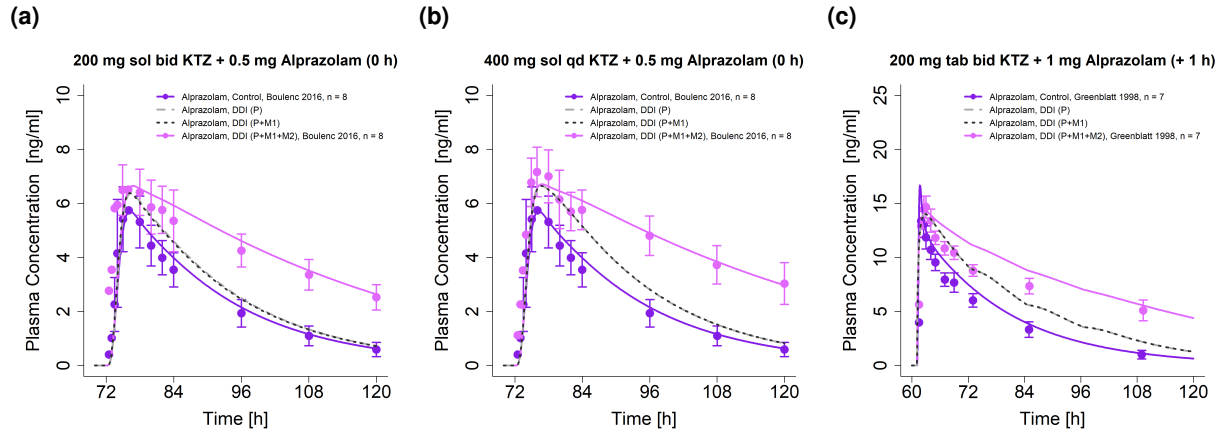 (a)
200 mg sol bid KTZ + 0.5 mg Alprazolam (0 h)
Plasma Concentration [ng/ml]
10
8
6
4
2
0
Alprazolam, Control, Boulenc 2016, n = 8
Alprazolam, DDI (P)
Alprazolam, DDI (P+M1)
Alprazolam, DDI (P+M1+M2), Boulenc 2016, n = 8
72 84 96 108 120
Time [h]
(b)
400 mg sol qd KTZ + 0.5 mg Alprazolam (0 h)
Plasma Concentration [ng/ml]
10
8
6
4
2
0
Alprazolam, Control, Boulenc 2016, n = 8
Alprazolam, DDI (P)
Alprazolam, DDI (P+M1)
Alprazolam, DDI (P+M1+M2), Boulenc 2016, n = 8
72 84 96 108 120
Time [h]
(c)
200 mg tab bid KTZ + 1 mg Alprazolam (+ 1 h)
Plasma Concentration [ng/ml]
25
20
15
10
5
0
Alprazolam, Control, Greenblatt 1998, n = 7
Alprazolam, DDI (P)
Alprazolam, DDI (P+M1)
Alprazolam, DDI (P+M1+M2), Greenblatt 1998, n = 7
60 72 84 96 108 120
Time [h]